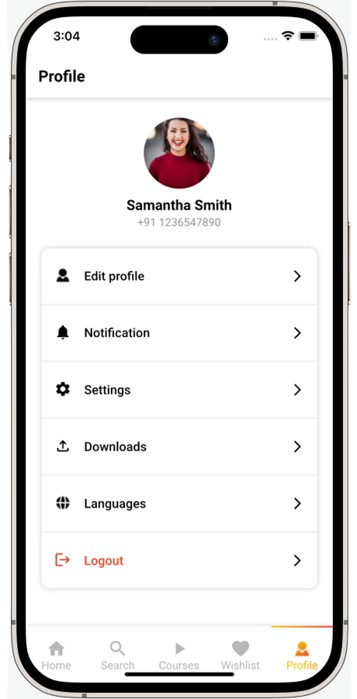 3:04
Profile
Samantha Smith
+91 1236547890
Edit profile
Notification
Settings
Downloads
Languages
Logout
Home Search Courses Wishlist Profile